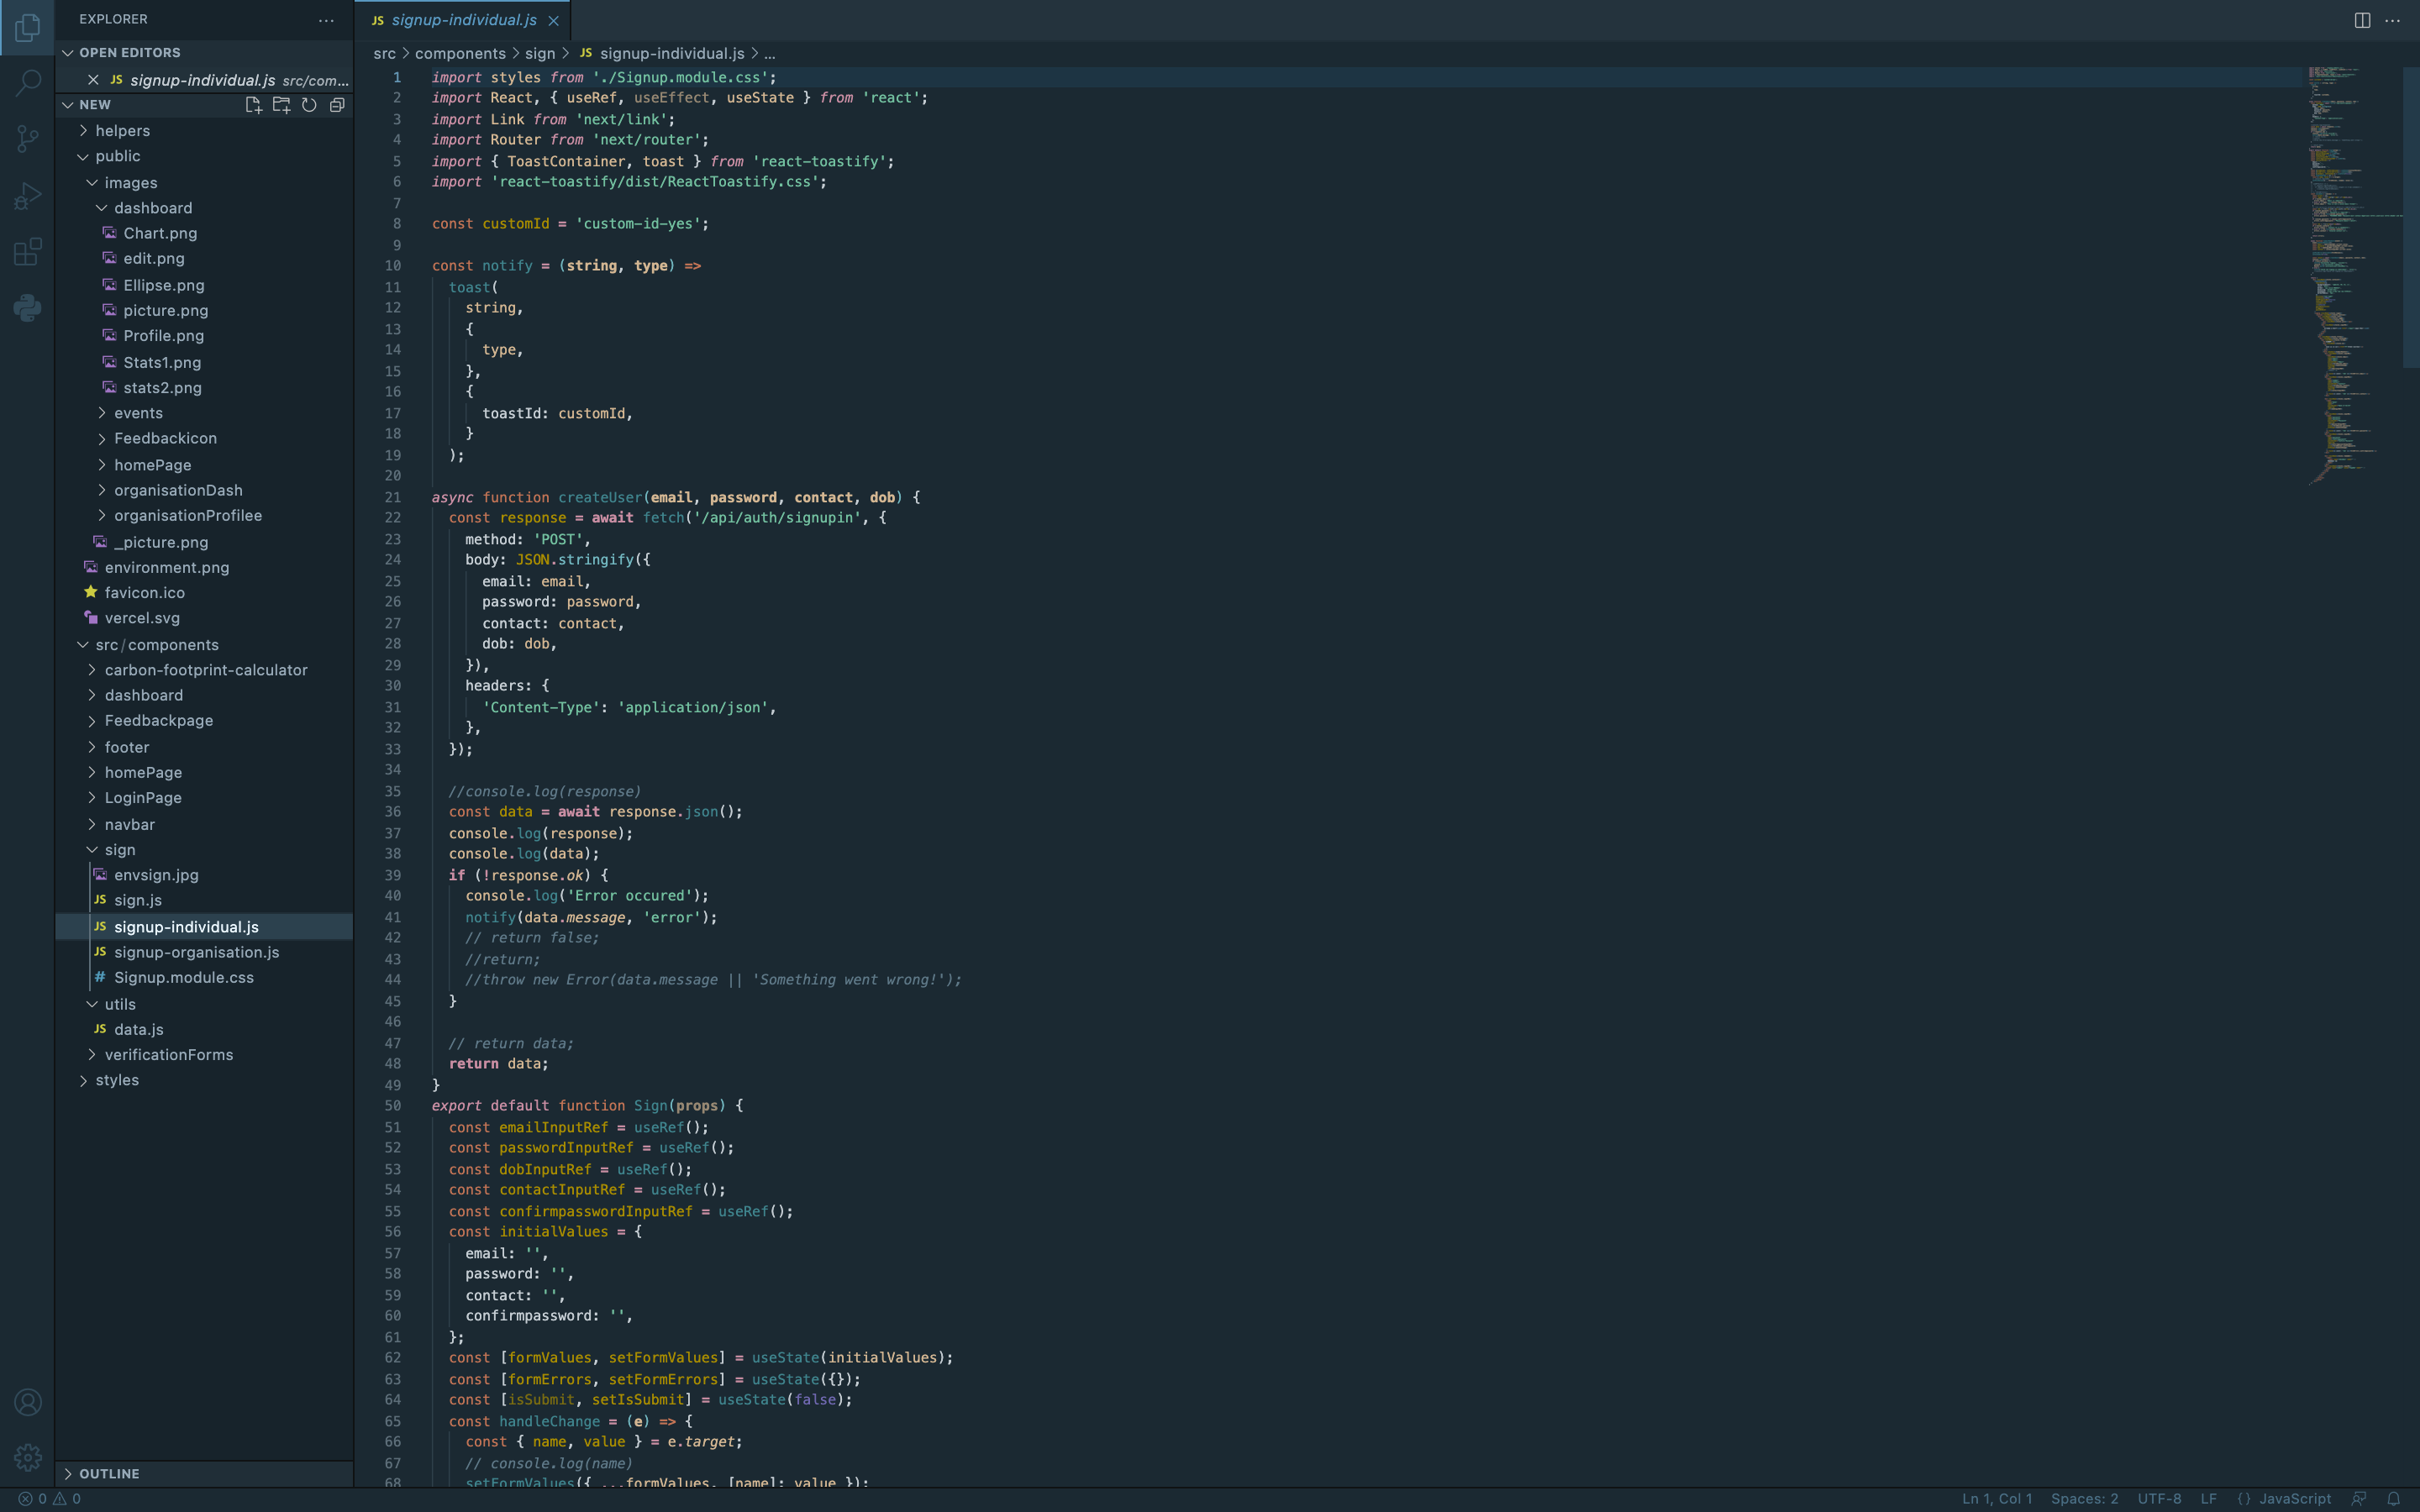 EXPLORER
OPEN EDITORS
JS signup-individual.js src/com...
NEW
helpers
public
images
dashboard
Chart.png
edit.png
Ellipse.png
picture.png
Profile.png
Stats1.png
stats2.png
events
Feedbackicon
homePage
organisationDash
organisationProfilee
_picture.png
environment.png
favicon.ico
vercel.svg
src/components
carbon-footprint-calculator
dashboard
Feedbackpage
footer
homePage
LoginPage
navbar
sign
envsign.jpg
JS sign.js
JS signup-individual.js
JS signup-organisation.js
# Signup.module.css
utils
JS data.js
verificationForms
styles
OUTLINE
JS signup-individual.js
src > components > sign > JS signup-individual.js > ...
1 import styles from './Signup.module.css';
2 import React, { useRef, useEffect, useState } from 'react';
3 import Link from 'next/link';
4 import Router from 'next/router';
5 import { ToastContainer, toast } from 'react-toastify';
6 import 'react-toastify/dist/ReactToastify.css';
7
8 const customId = 'custom-id-yes';
9
10 const notify = (string, type) =>
11 toast(
12 string,
13 {
14 type,
15 },
16 {
17 toastId: customId,
18 }
19 );
20
21 async function createUser(email, password, contact, dob) {
22 const response = await fetch('/api/auth/signupin', {
23 method: 'POST',
24 body: JSON.stringify({
25 email: email,
26 password: password,
27 contact: contact,
28 dob: dob,
29 }),
30 headers: {
31 'Content-Type': 'application/json',
32 },
33 });
34
35 //console.log(response)
36 const data = await response.json();
37 console.log(response);
38 console.log(data);
39 if (!response.ok) {
40 console.log('Error occured');
41 notify(data.message, 'error');
42 // return false;
43 //return;
44 //throw new Error(data.message || 'Something went wrong!');
45 }
46
47 // return data;
48 return data;
49 }
50 export default function Sign(props) {
51 const emailInputRef = useRef();
52 const passwordInputRef = useRef();
53 const dobInputRef = useRef();
54 const contactInputRef = useRef();
55 const confirmpasswordInputRef = useRef();
56 const initialValues = {
57 email: '',
58 password: '',
59 contact: '',
60 confirmpassword: '',
61 };
62 const [formValues, setFormValues] = useState(initialValues);
63 const [formErrors, setFormErrors] = useState({});
64 const [isSubmit, setIsSubmit] = useState(false);
65 const handleChange = (e) => {
66 const { name, value } = e.target;
67 // console.log(name)
68 setFormValues({ ...formValues, [name]: value });
0 0
Ln 1, Col 1 Spaces: 2 UTF-8 LF {} JavaScript